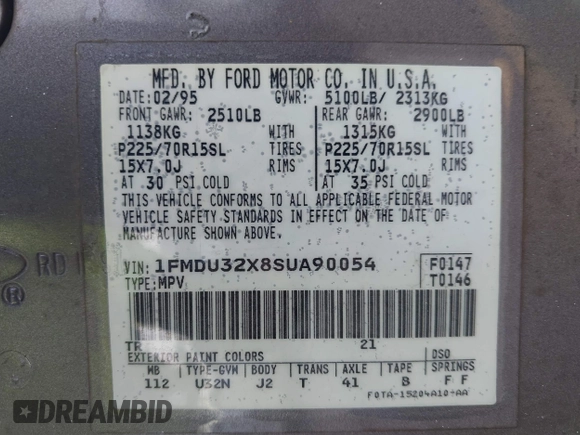 MFD. BY FORD MOTOR CO. IN U.S.A.
DATE: 02/95 GVWR: 5100LB/ 2313KG
FRONT GAWR: 2510LB REAR GAWR: 2900LB
1138KG WITH 1315KG WITH
P225/70R15SL TIRES P225/70R15SL TIRES
15X7.0J RIMS 15X7.0J RIMS
AT 30 PSI COLD AT 35 PSI COLD
THIS VEHICLE CONFORMS TO ALL APPLICABLE FEDERAL MOTOR
VEHICLE SAFETY STANDARDS IN EFFECT ON THE DATE OF
MANUFACTURE SHOWN ABOVE.
RD
®
VIN: 1FMDU32X8SUA90054 F0147
TYPE: MPV T0146
TR 21
EXTERIOR PAINT COLORS DSO
WB TYPE-GVM BODY TRANS AXLE TAPE SPRINGS
112 U32N J2 T 41 B F F
F0TA-15204A10-AA
DREAMBID